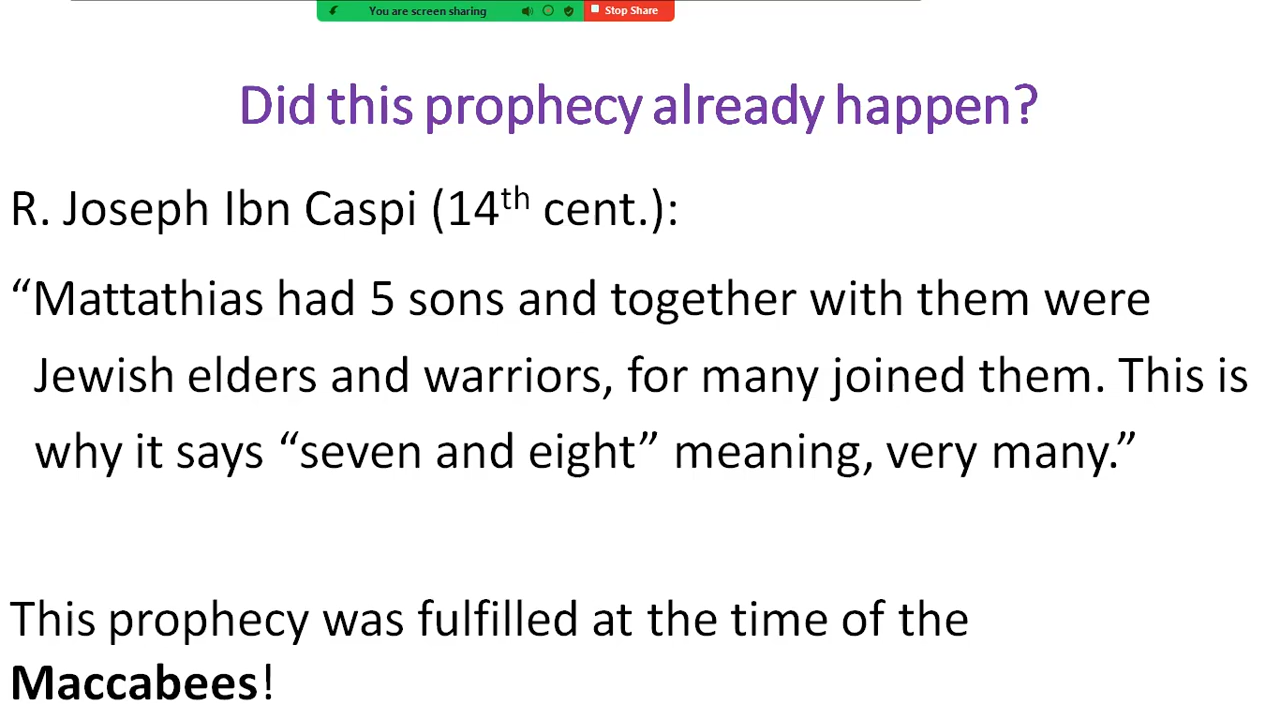 You are screen sharing Stop Share
Did this prophecy already happen?
R. Joseph Ibn Caspi (14th cent.):
“Mattathias had 5 sons and together with them were
Jewish elders and warriors, for many joined them. This is
why it says “seven and eight” meaning, very many.”
This prophecy was fulfilled at the time of the
Maccabees!